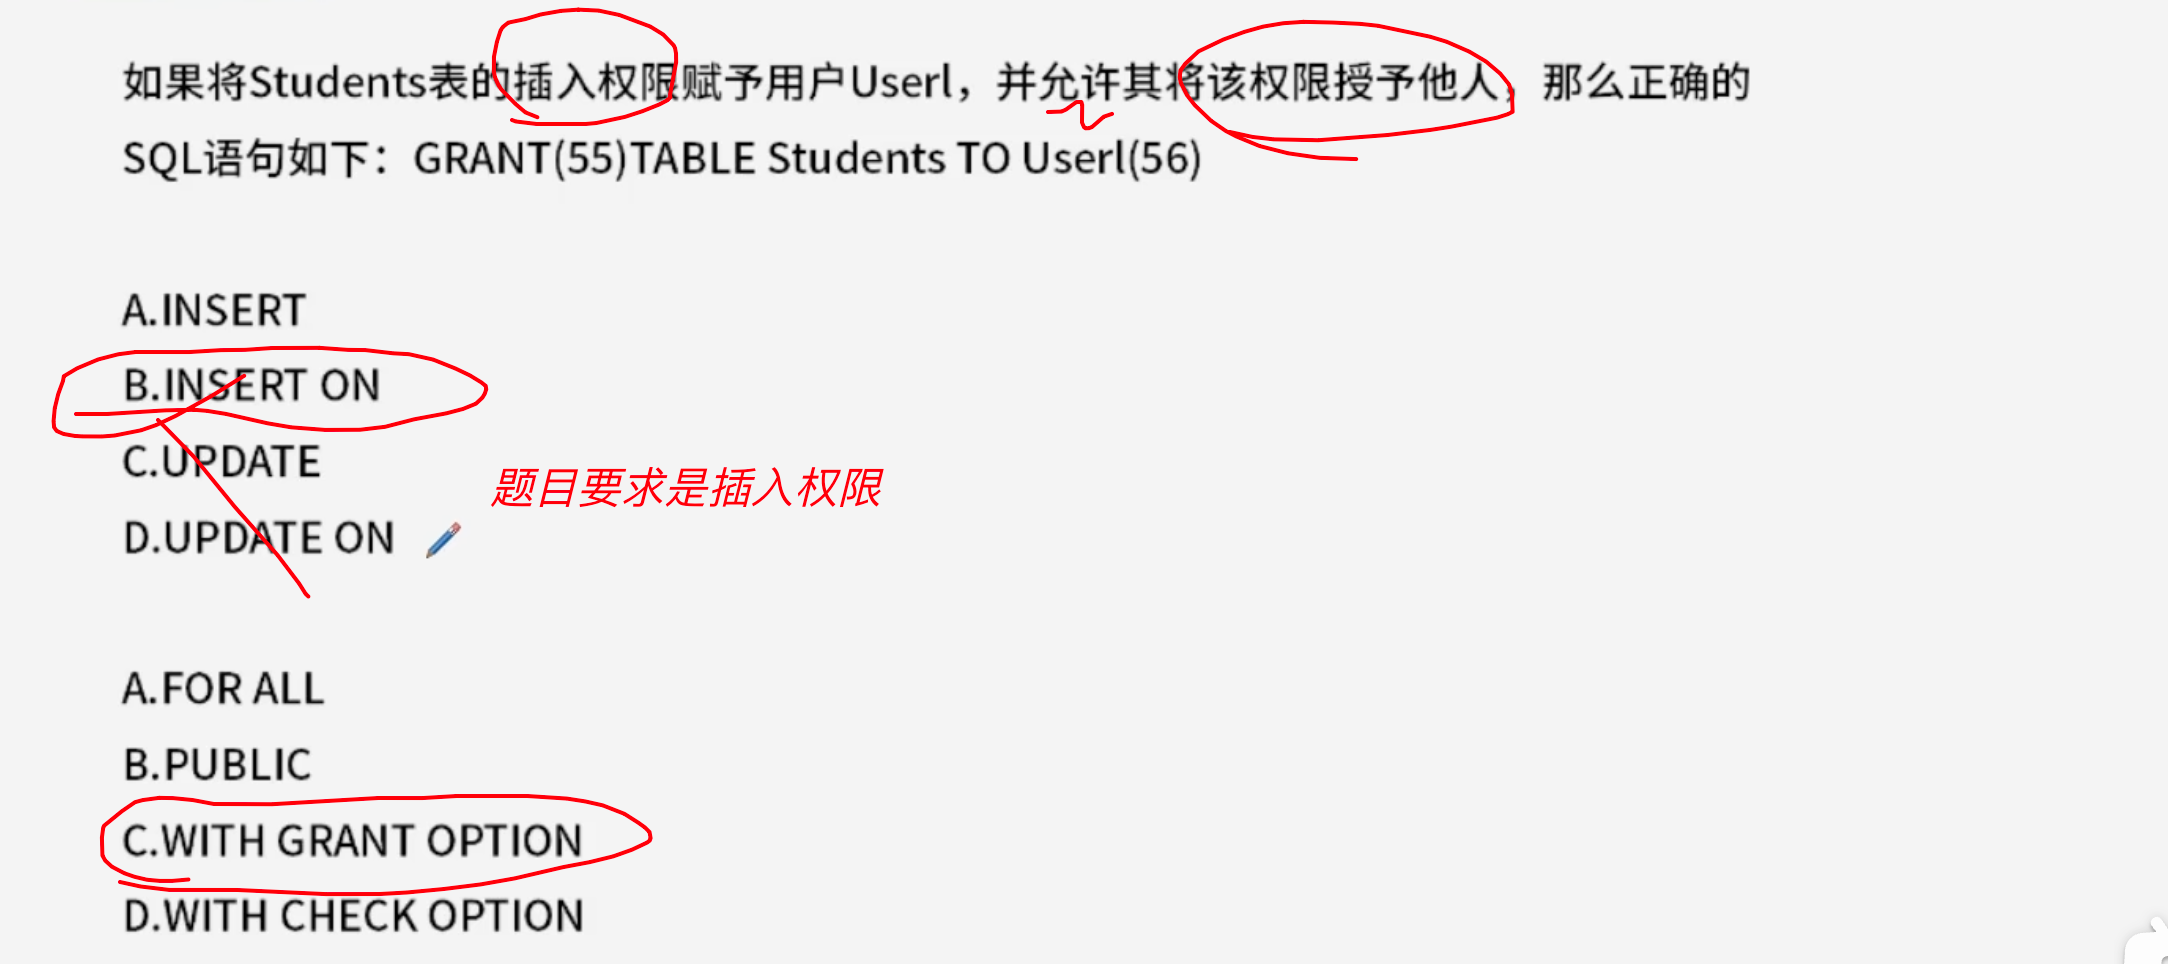 如果将Students表的插入权限赋予用户Userl，并允许其将该权限授予他人，那么正确的
SQL语句如下：GRANT(55)TABLE Students TO Userl(56)
A.INSERT
B.INSERT ON
C.UPDATE
题目要求是插入权限
D.UPDATE ON
A.FOR ALL
B.PUBLIC
C.WITH GRANT OPTION
D.WITH CHECK OPTION